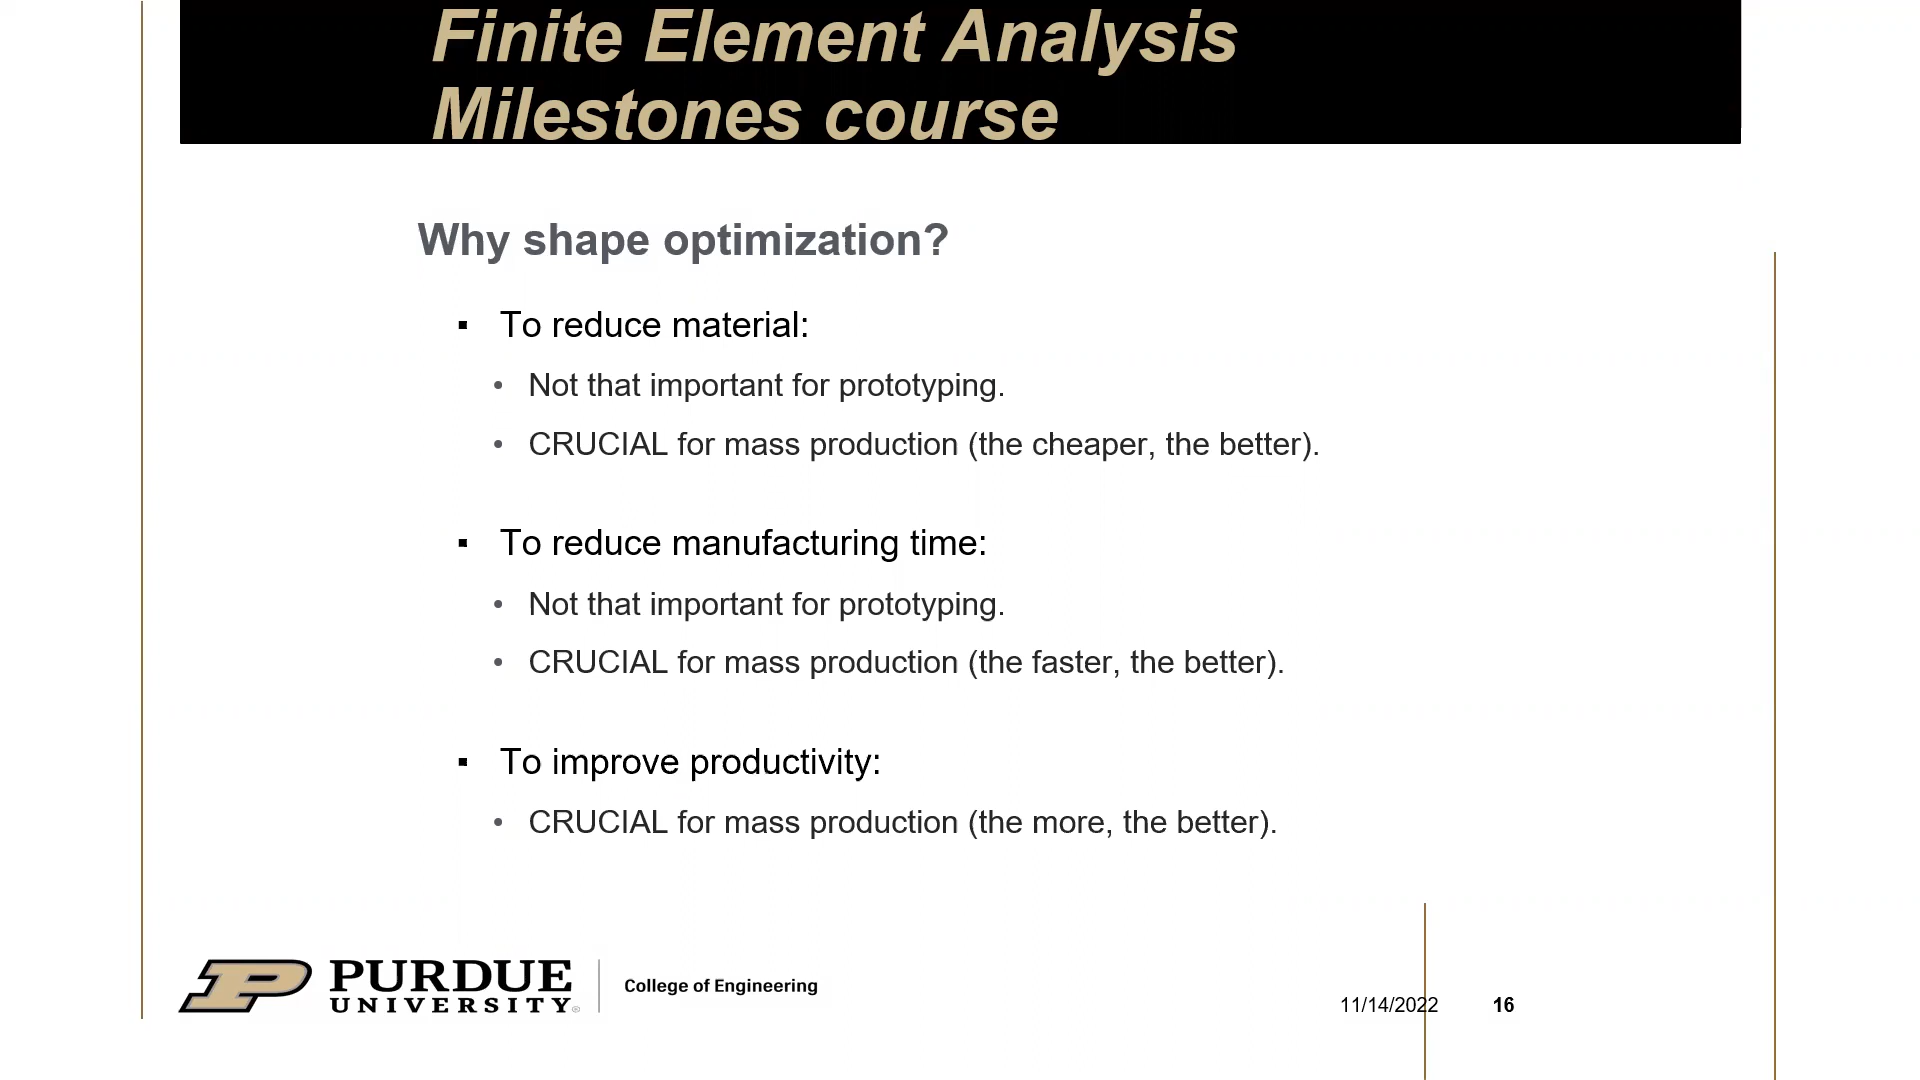 Finite Element Analysis
Milestones course
Why shape optimization?
▪ To reduce material:
• Not that important for prototyping.
• CRUCIAL for mass production (the cheaper, the better).
▪ To reduce manufacturing time:
• Not that important for prototyping.
• CRUCIAL for mass production (the faster, the better).
▪ To improve productivity:
• CRUCIAL for mass production (the more, the better).
P PURDUE
UNIVERSITY®
College of Engineering
11/14/2022 16